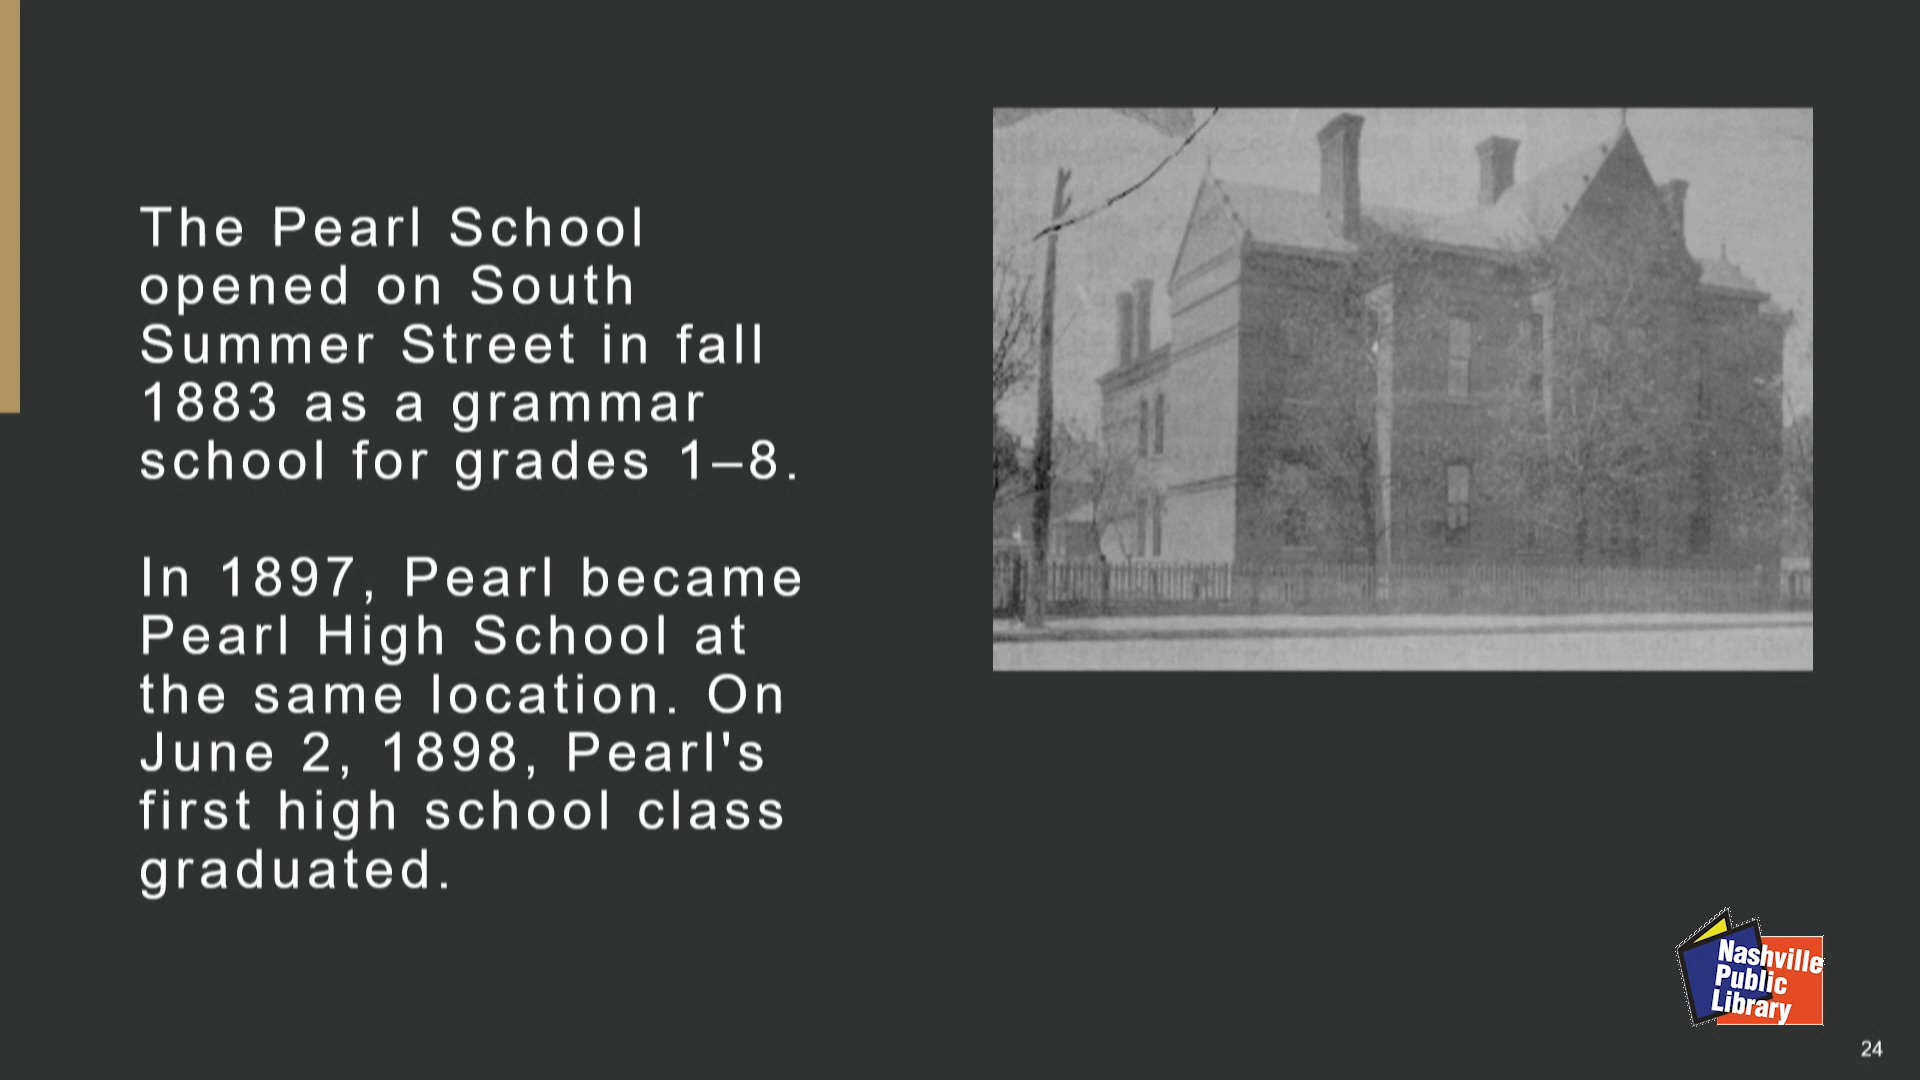 The Pearl School
opened on South
Summer Street in fall
1883 as a grammar
school for grades 1–8.
In 1897, Pearl became
Pearl High School at
the same location. On
June 2, 1898, Pearl's
first high school class
graduated.
Nashville
Public
Library
24